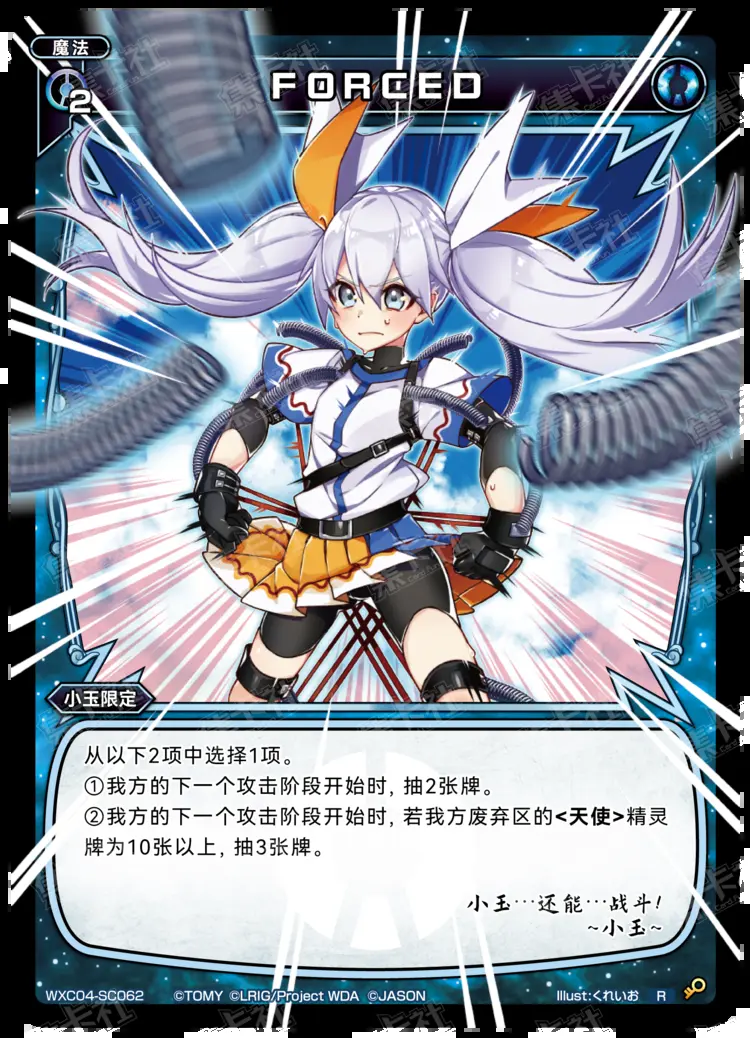 魔法
2
FORCED
小玉限定
从以下2项中选择1项。
①我方的下一个攻击阶段开始时，抽2张牌。
②我方的下一个攻击阶段开始时，若我方废弃区的<天使>精灵
牌为10张以上，抽3张牌。
小玉…还能…战斗！
~小玉~
WXC04-SC062 ©TOMY ©LRIG/Project WDA ©JASON Illust:くれいお R
集卡社